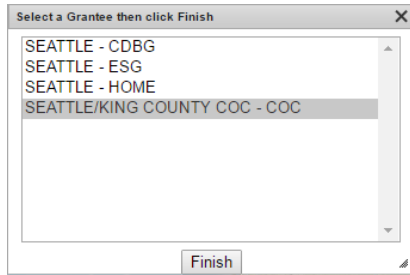 Select a Grantee then click Finish
SEATTLE - CDBG
SEATTLE - ESG
SEATTLE - HOME
SEATTLE/KING COUNTY COC - COC
Finish